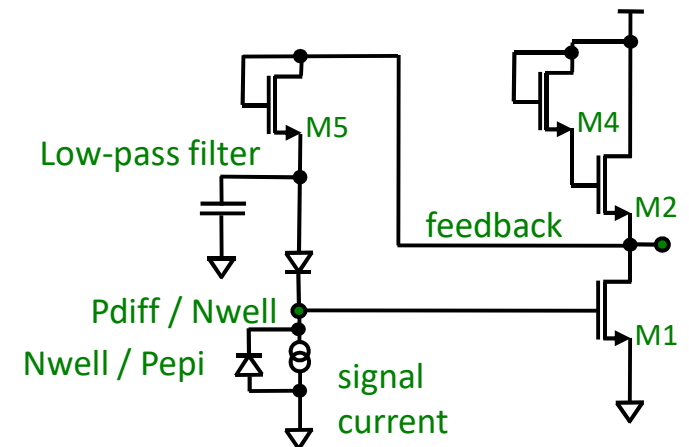 M5
M4
Low-pass filter
M2
feedback
Pdiff / Nwell
M1
Nwell / Pepi
signal
current